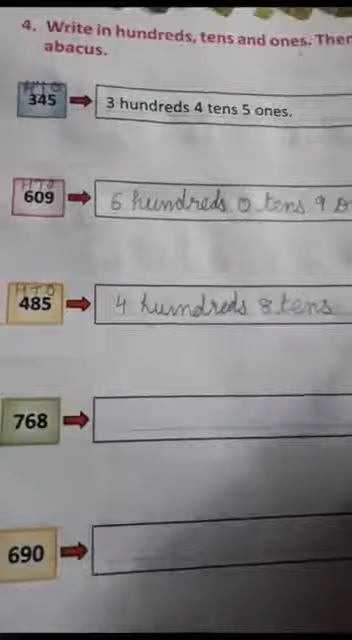 4. Write in hundreds, tens and ones. Then
abacus.
H T O
345 3 hundreds 4 tens 5 ones.
H T O
609 6 hundreds 0 tens 9 o
H T O
485 4 hundreds 8 tens
768
690